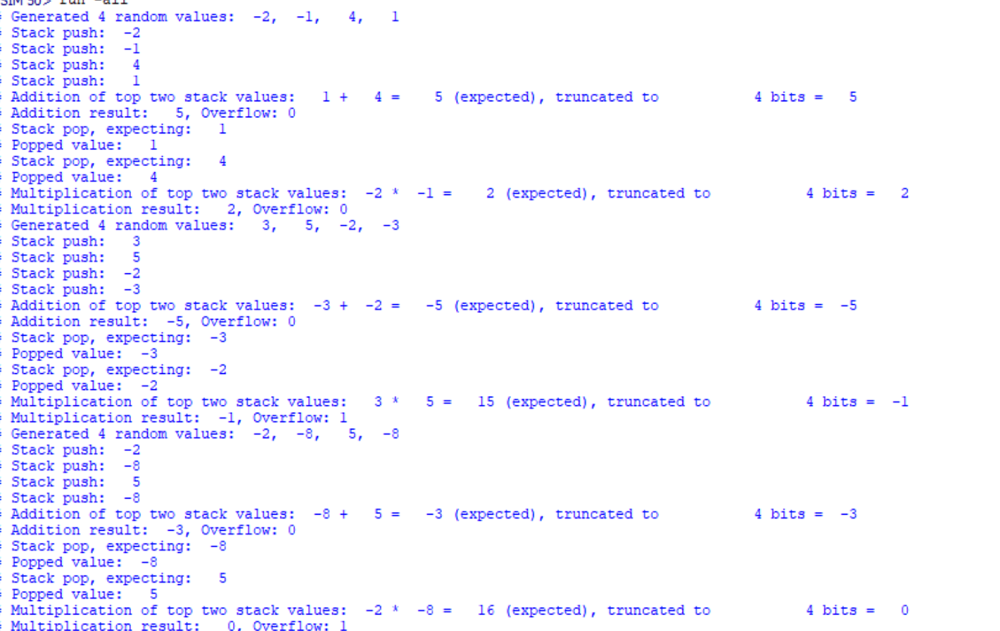 SIM 50> run -all
# Generated 4 random values:  -2,  -1,   4,   1
# Stack push:  -2
# Stack push:  -1
# Stack push:   4
# Stack push:   1
# Addition of top two stack values:   1 +   4 =    5 (expected), truncated to           4 bits =   5
# Addition result:   5, Overflow: 0
# Stack pop, expecting:   1
# Popped value:   1
# Stack pop, expecting:   4
# Popped value:   4
# Multiplication of top two stack values:  -2 *  -1 =    2 (expected), truncated to           4 bits =   2
# Multiplication result:   2, Overflow: 0
# Generated 4 random values:   3,   5,  -2,  -3
# Stack push:   3
# Stack push:   5
# Stack push:  -2
# Stack push:  -3
# Addition of top two stack values:  -3 +  -2 =   -5 (expected), truncated to           4 bits =  -5
# Addition result:  -5, Overflow: 0
# Stack pop, expecting:  -3
# Popped value:  -3
# Stack pop, expecting:  -2
# Popped value:  -2
# Multiplication of top two stack values:   3 *   5 =   15 (expected), truncated to           4 bits =  -1
# Multiplication result:  -1, Overflow: 1
# Generated 4 random values:  -2,  -8,   5,  -8
# Stack push:  -2
# Stack push:  -8
# Stack push:   5
# Stack push:  -8
# Addition of top two stack values:  -8 +   5 =   -3 (expected), truncated to           4 bits =  -3
# Addition result:  -3, Overflow: 0
# Stack pop, expecting:  -8
# Popped value:  -8
# Stack pop, expecting:   5
# Popped value:   5
# Multiplication of top two stack values:  -2 *  -8 =   16 (expected), truncated to           4 bits =   0
# Multiplication result:   0, Overflow: 1